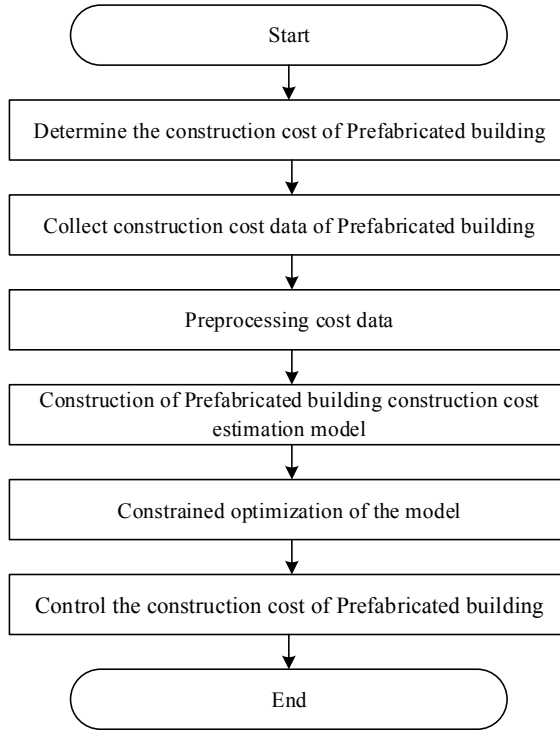 Start
Determine the construction cost of Prefabricated building
Collect construction cost data of Prefabricated building
Preprocessing cost data
Construction of Prefabricated building construction cost
estimation model
Constrained optimization of the model
Control the construction cost of Prefabricated building
End